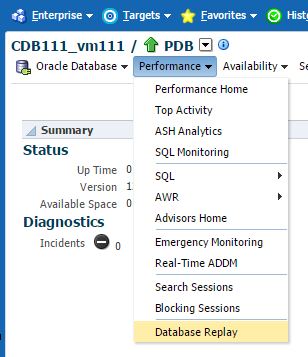 Enterprise Targets Favorites
CDB111_vm111 / PDB
Oracle Database Performance Availability
Performance Home
Top Activity
ASH Analytics
SQL Monitoring
SQL
AWR
Advisors Home
Emergency Monitoring
Real-Time ADDM
Search Sessions
Blocking Sessions
Database Replay
Summary
Status
Up Time 0
Version 1
Available Space 0
Diagnostics
Incidents 0